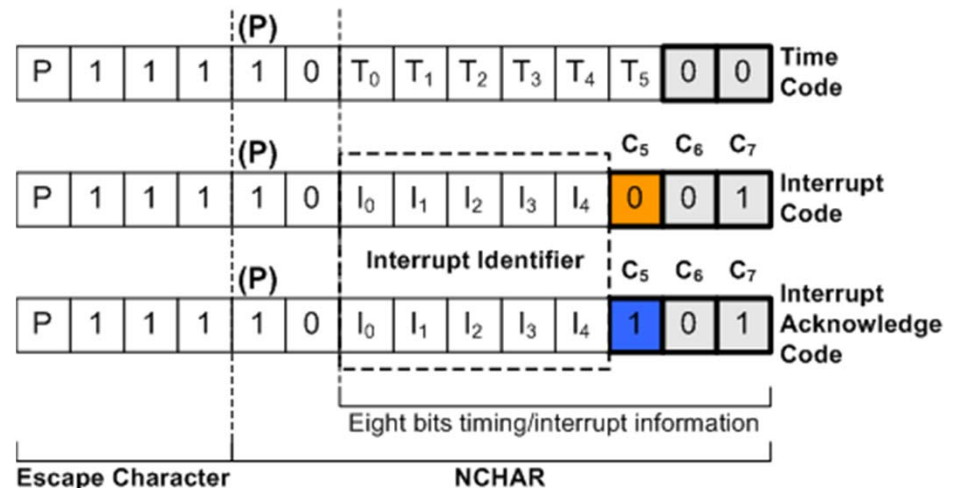 (P)
P 1 1 1 1 0 T₀ T₁ T₂ T₃ T₄ T₅ 0 0 Time
Code
(P) C₅ C₆ C₇
P 1 1 1 1 0 I₀ I₁ I₂ I₃ I₄ 0 0 1 Interrupt
Code
Interrupt Identifier
(P) C₅ C₆ C₇
P 1 1 1 1 0 I₀ I₁ I₂ I₃ I₄ 1 0 1 Interrupt
Acknowledge
Code
Eight bits timing/interrupt information
Escape Character NCHAR